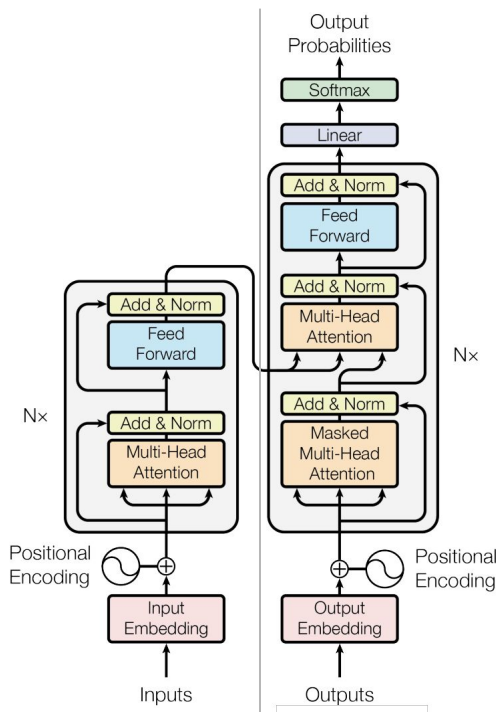 Output
Probabilities
Softmax
Linear
Add & Norm
Feed
Forward
Add & Norm
Multi-Head
Attention
Nx
Add & Norm
Masked
Multi-Head
Attention
Positional
Encoding
Output
Embedding
Outputs
Add & Norm
Feed
Forward
Nx
Add & Norm
Multi-Head
Attention
Positional
Encoding
Input
Embedding
Inputs